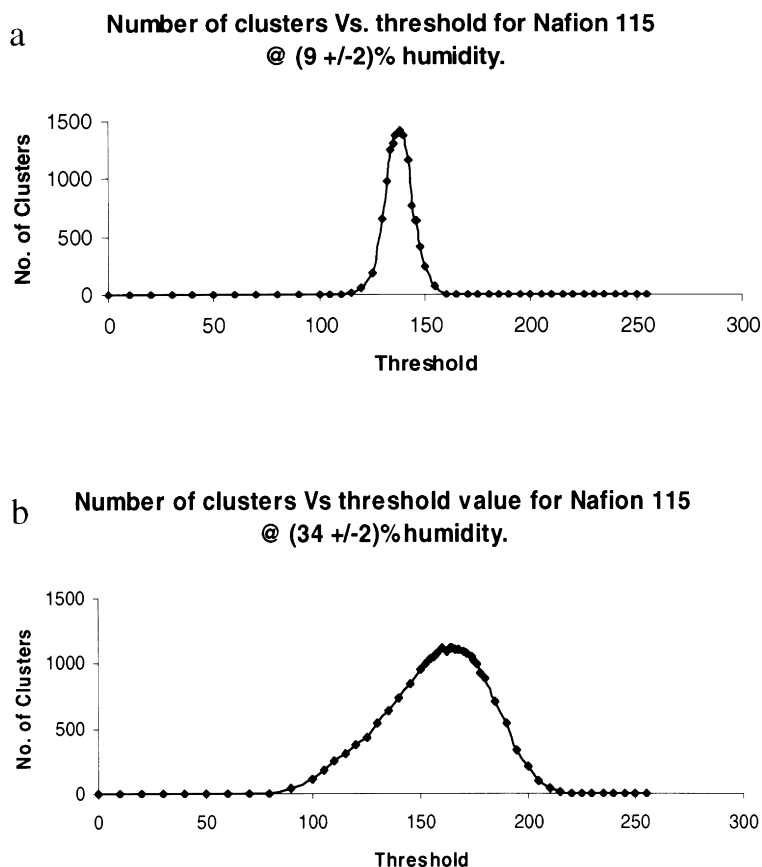 a
Number of clusters Vs. threshold for Nafion 115
@ (9 +/-2)% humidity.
No. of Clusters
1500
1000
500
0
0 50 100 150 200 250 300
Threshold
b
Number of clusters Vs threshold value for Nafion 115
@ (34 +/-2)% humidity.
No. of Clusters
1500
1000
500
0
0 50 100 150 200 250 300
Threshold